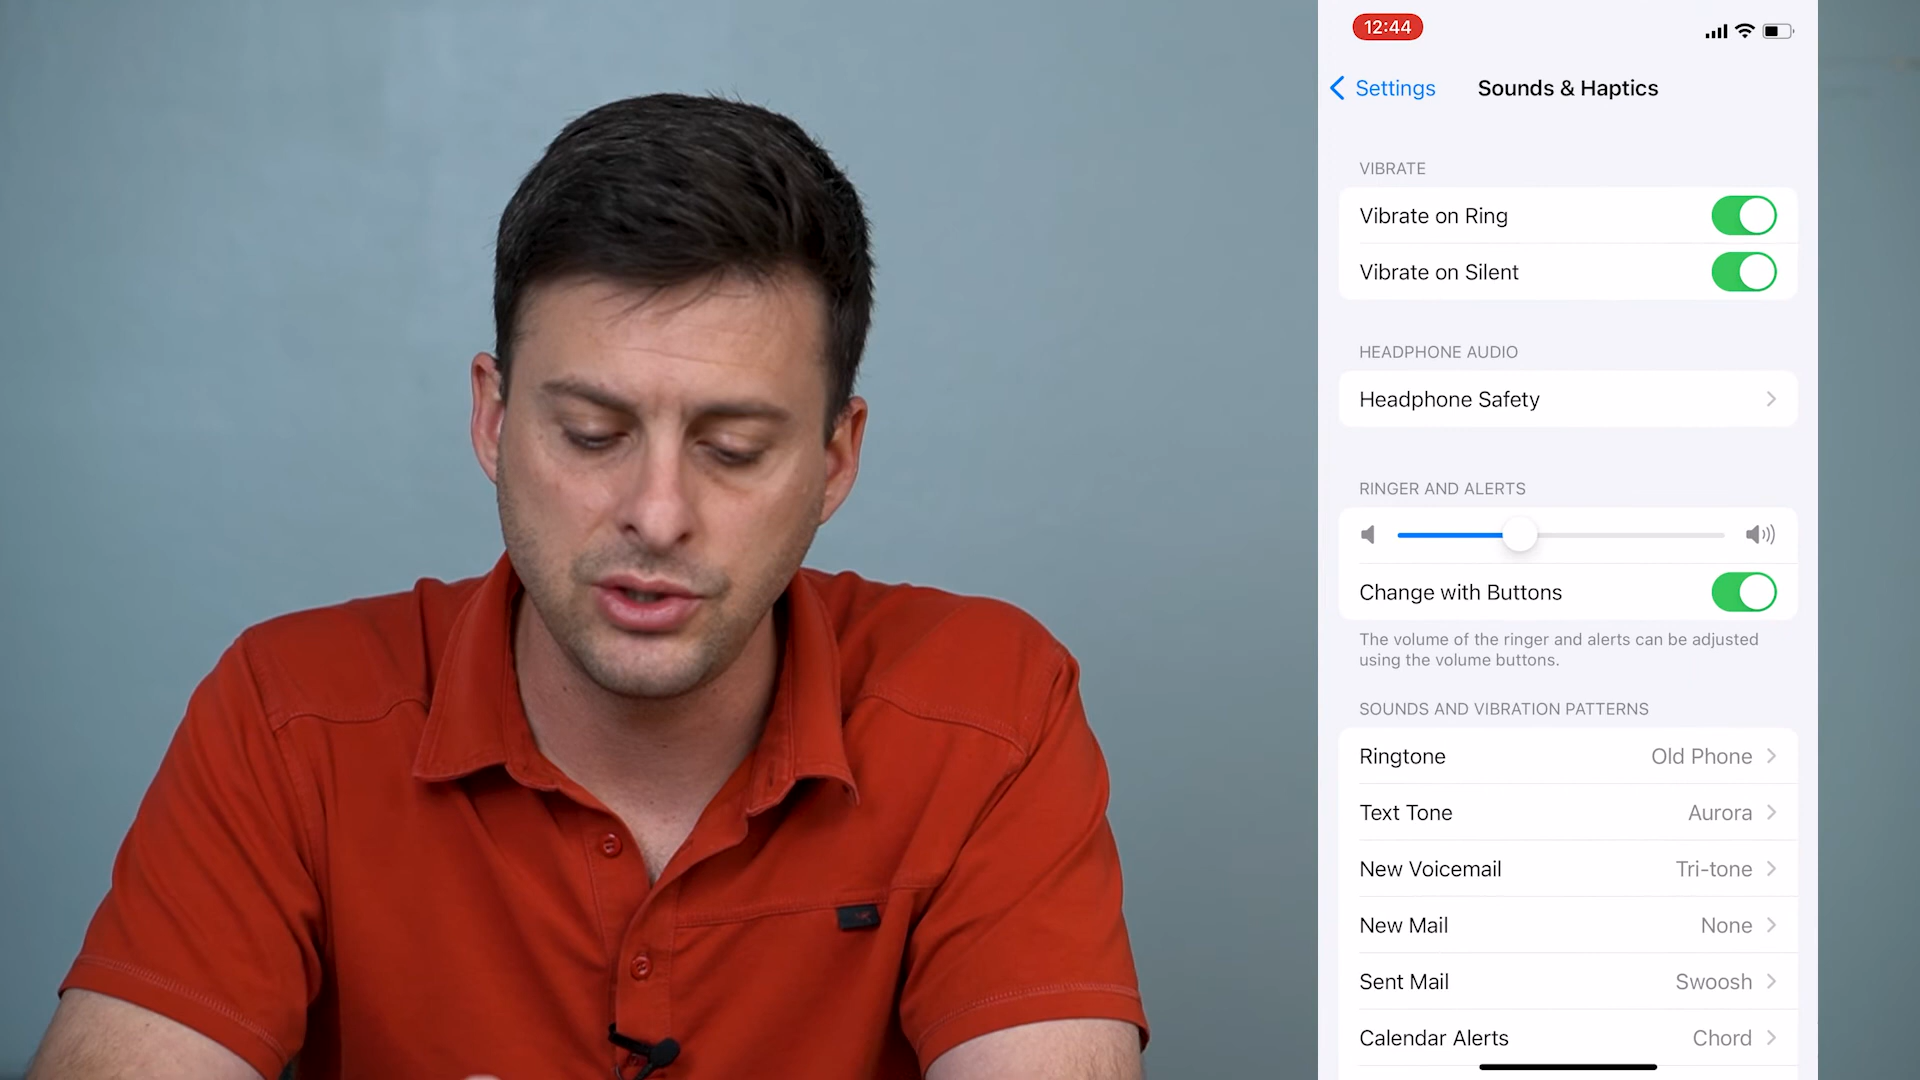 12:44
Settings
Sounds & Haptics
VIBRATE
Vibrate on Ring
Vibrate on Silent
HEADPHONE AUDIO
Headphone Safety
RINGER AND ALERTS
Change with Buttons
The volume of the ringer and alerts can be adjusted
using the volume buttons.
SOUNDS AND VIBRATION PATTERNS
Ringtone Old Phone
Text Tone Aurora
New Voicemail Tri-tone
New Mail None
Sent Mail Swoosh
Calendar Alerts Chord